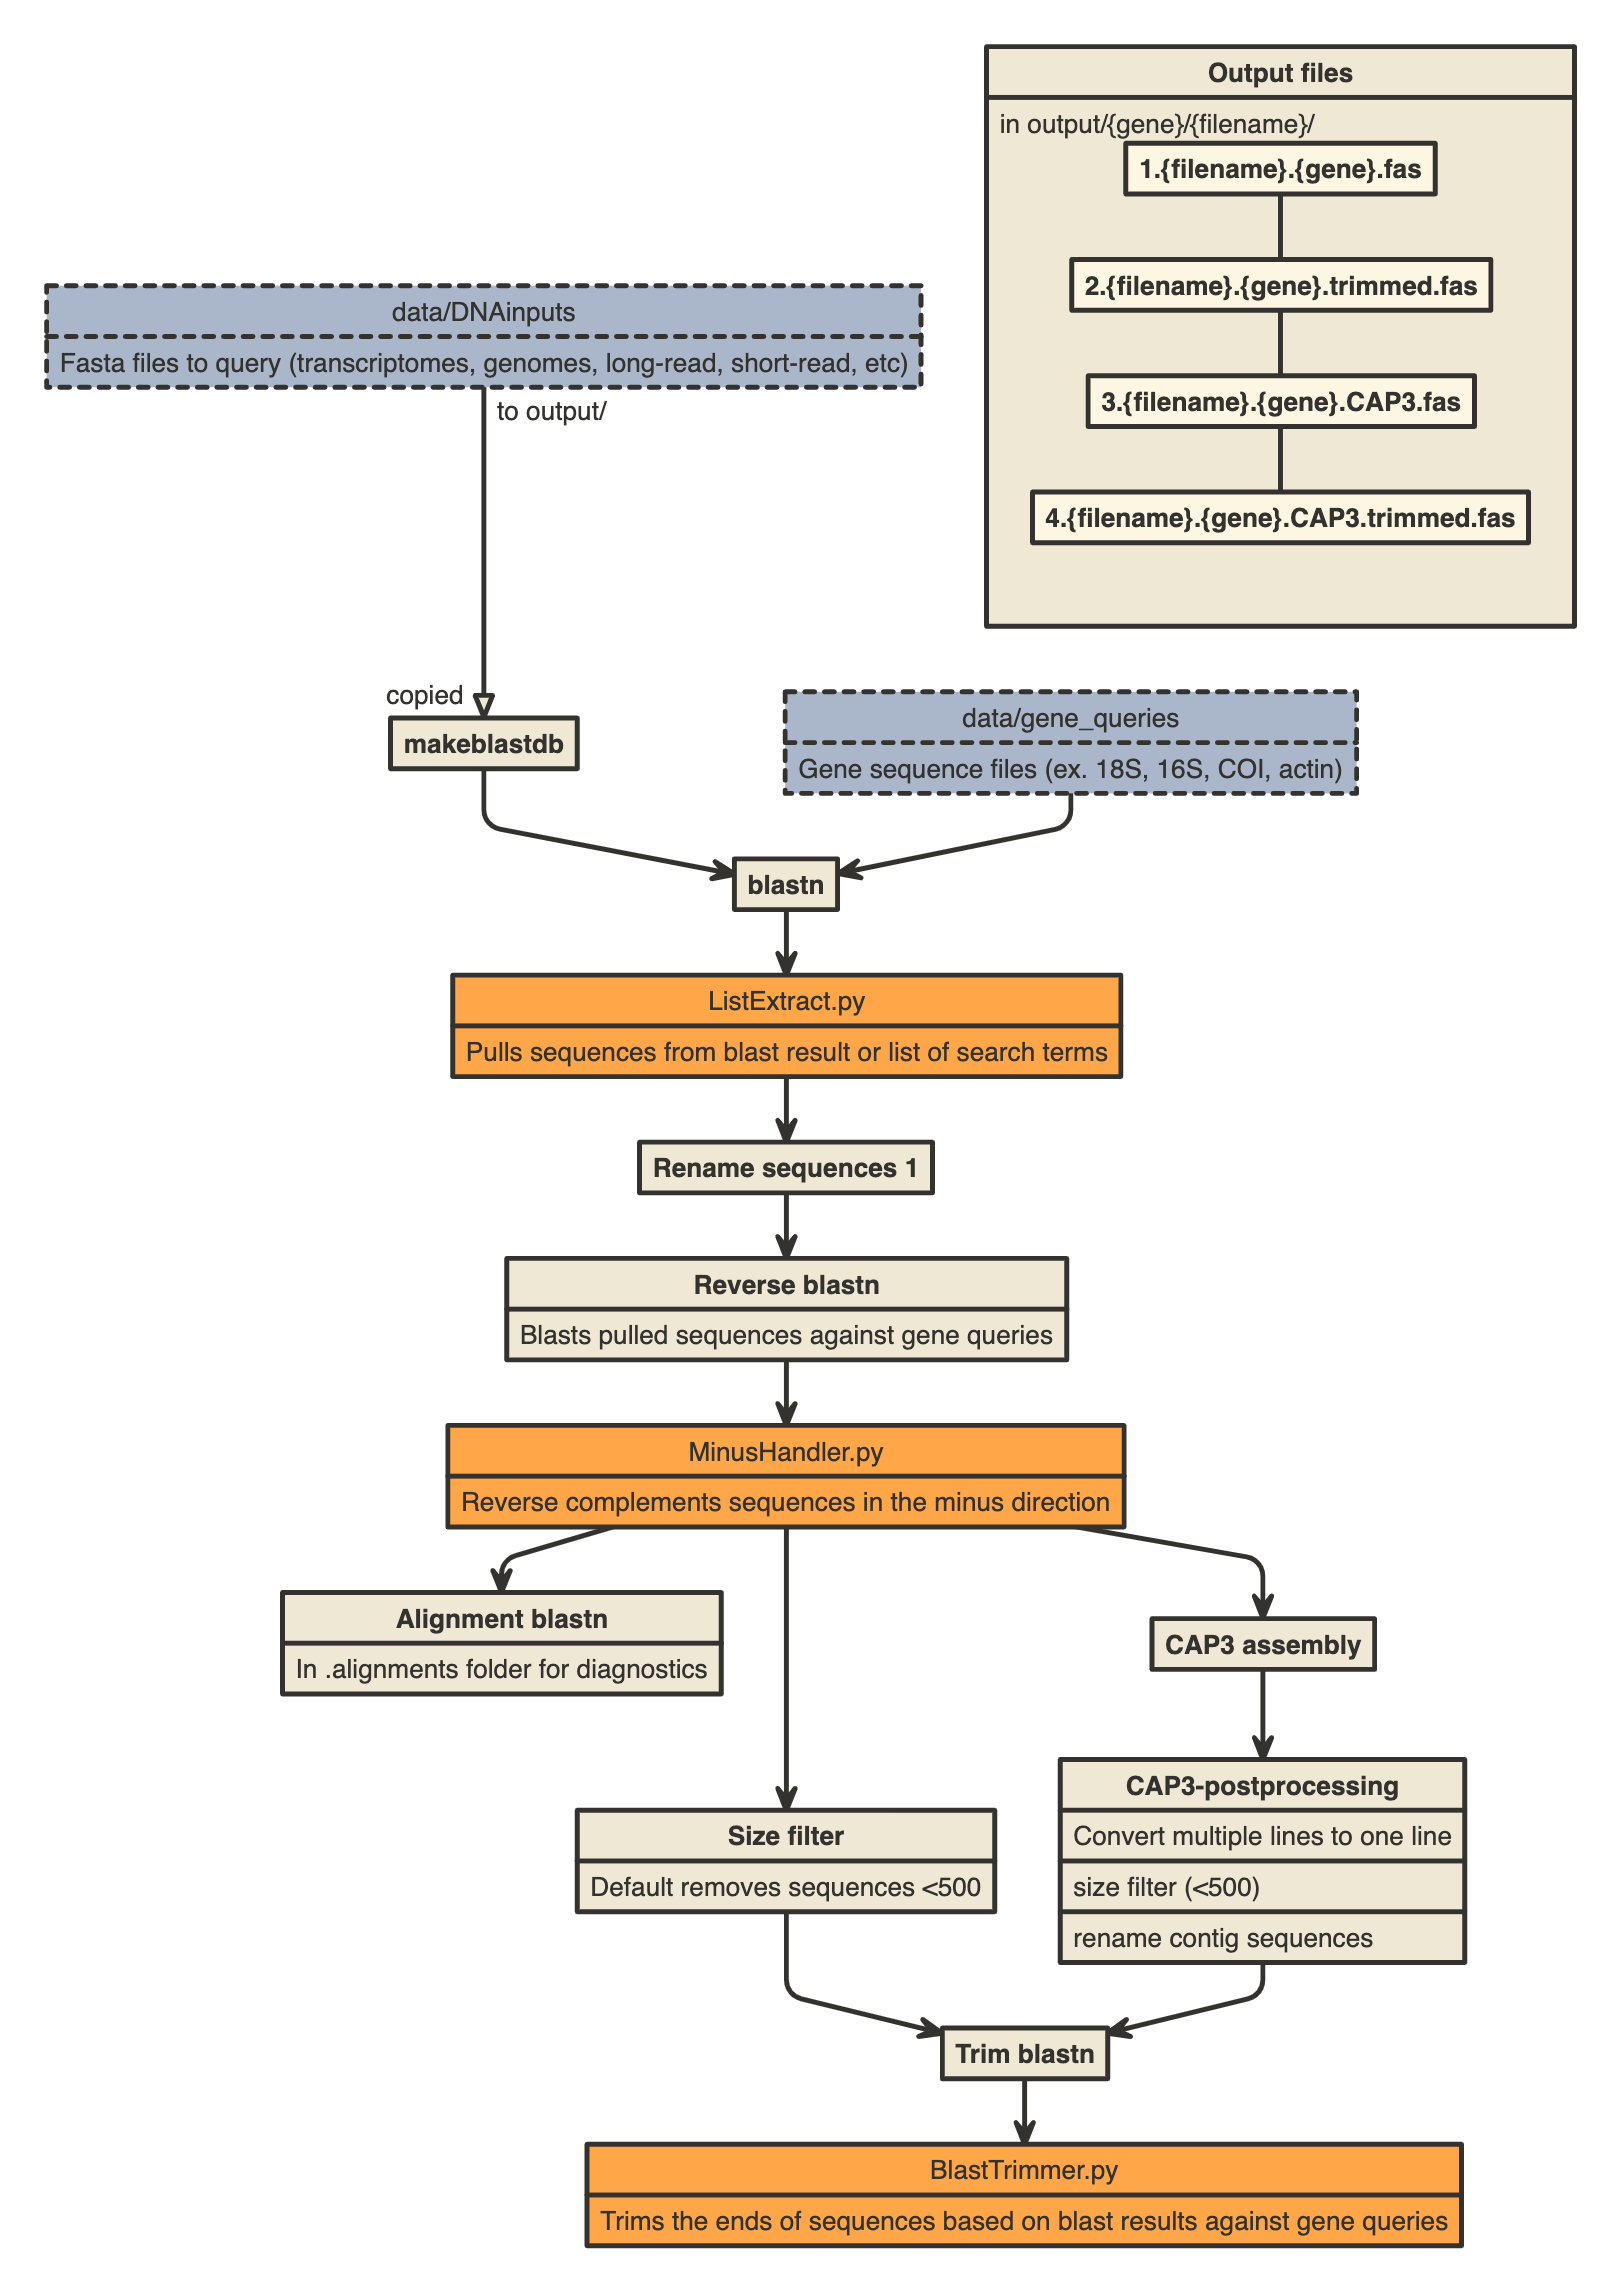 Output files
in output/{gene}/{filename}/
1.{filename}.{gene}.fas
2.{filename}.{gene}.trimmed.fas
3.{filename}.{gene}.CAP3.fas
4.{filename}.{gene}.CAP3.trimmed.fas
data/DNAinputs
Fasta files to query (transcriptomes, genomes, long-read, short-read, etc)
to output/
copied
makeblastdb
data/gene_queries
Gene sequence files (ex. 18S, 16S, COI, actin)
blastn
ListExtract.py
Pulls sequences from blast result or list of search terms
Rename sequences 1
Reverse blastn
Blasts pulled sequences against gene queries
MinusHandler.py
Reverse complements sequences in the minus direction
Alignment blastn
In .alignments folder for diagnostics
CAP3 assembly
Size filter
Default removes sequences <500
CAP3-postprocessing
Convert multiple lines to one line
size filter (<500)
rename contig sequences
Trim blastn
BlastTrimmer.py
Trims the ends of sequences based on blast results against gene queries